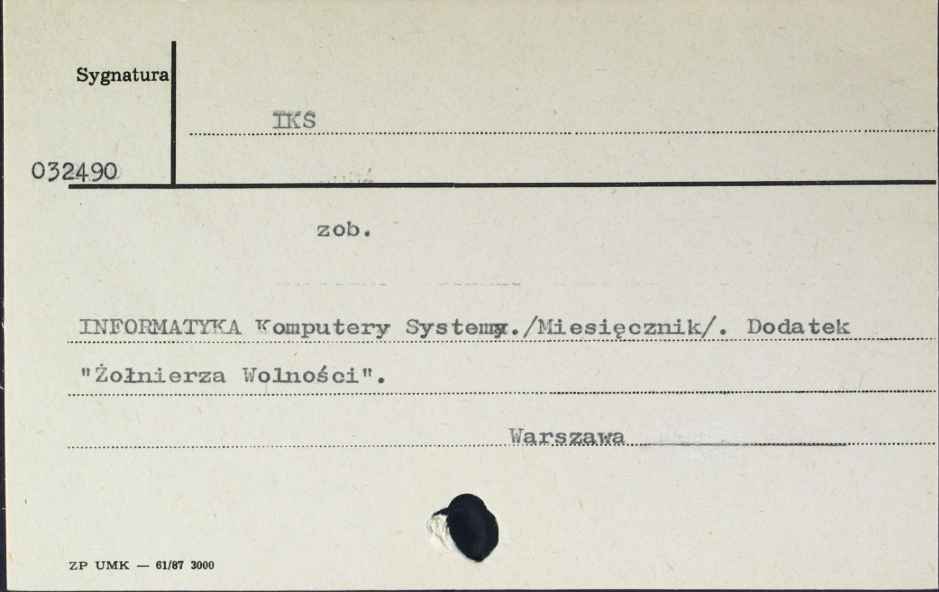 Sygnatura
IKS
032490
zob.
INFORMATYKA Komputery Systemy./Miesięcznik/. Dodatek
"Żołnierza Wolności".
Warszawa
ZP UMK — 61/87 3000